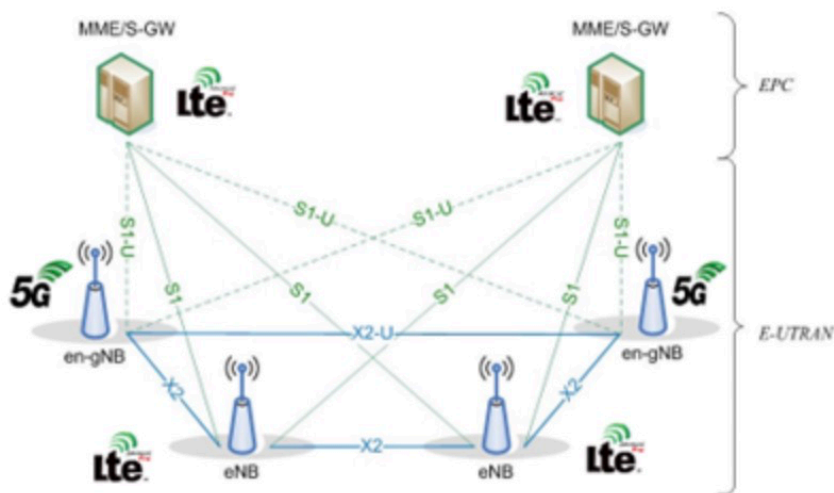 MME/S-GW
MME/S-GW
LTE
LTE
EPC
S1-U
S1-U
S1-U
S1-U
S1
S1
S1
S1
5G
5G
X2-U
en-gNB
en-gNB
E-UTRAN
X2
X2
LTE
X2
LTE
eNB
eNB